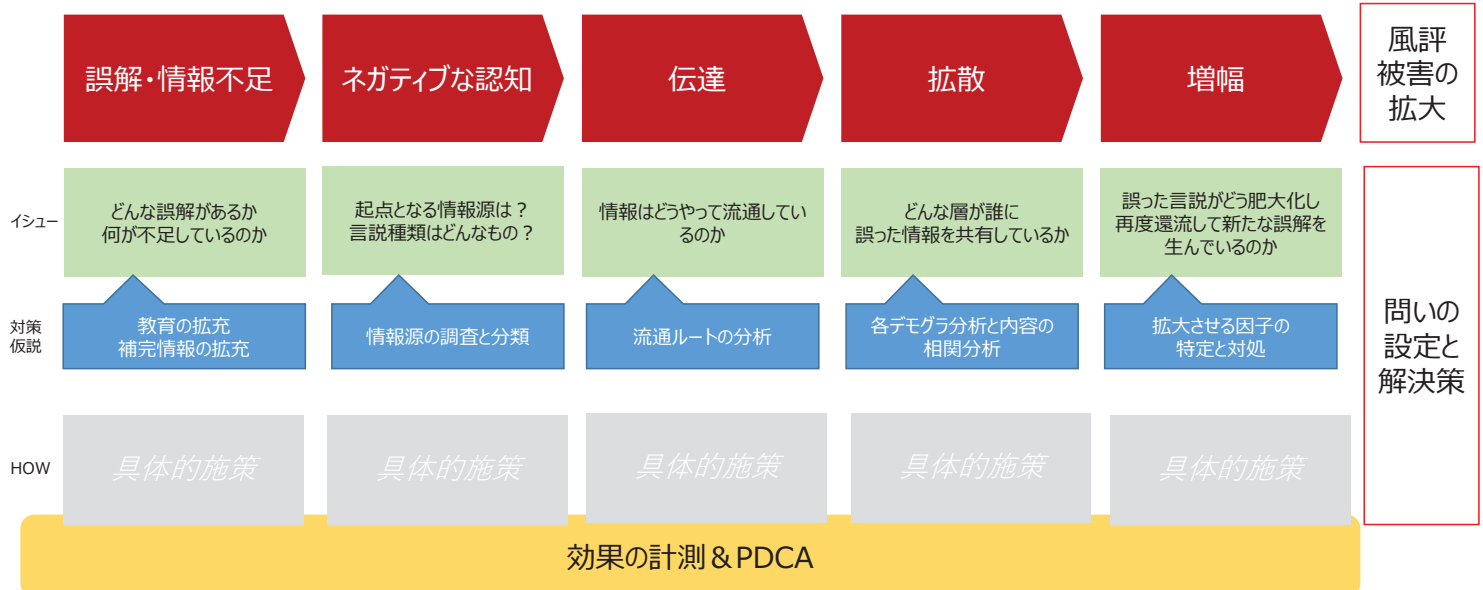 誤解・情報不足
ネガティブな認知
伝達
拡散
増幅
風評
被害の
拡大
イシュー
どんな誤解があるか
何が不足しているのか
起点となる情報源は？
言説種類はどんなもの？
情報はどうやって流通してい
るのか
どんな層が誰に
誤った情報を共有しているか
誤った言説がどう肥大化し
再度還流して新たな誤解を
生んでいるのか
対策
仮説
教育の拡充
補完情報の拡充
情報源の調査と分類
流通ルートの分析
各デモグラ分析と内容の
相関分析
拡大させる因子の
特定と対処
問いの
設定と
解決策
HOW
具体的施策
具体的施策
具体的施策
具体的施策
具体的施策
効果の計測＆PDCA